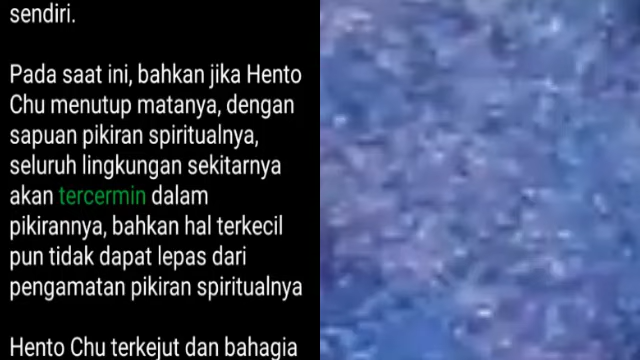 sendiri.
Pada saat ini, bahkan jika Hento
Chu menutup matanya, dengan
sapuan pikiran spiritualnya,
seluruh lingkungan sekitarnya
akan tercermin dalam
pikirannya, bahkan hal terkecil
pun tidak dapat lepas dari
pengamatan pikiran spiritualnya
Hento Chu terkejut dan bahagia